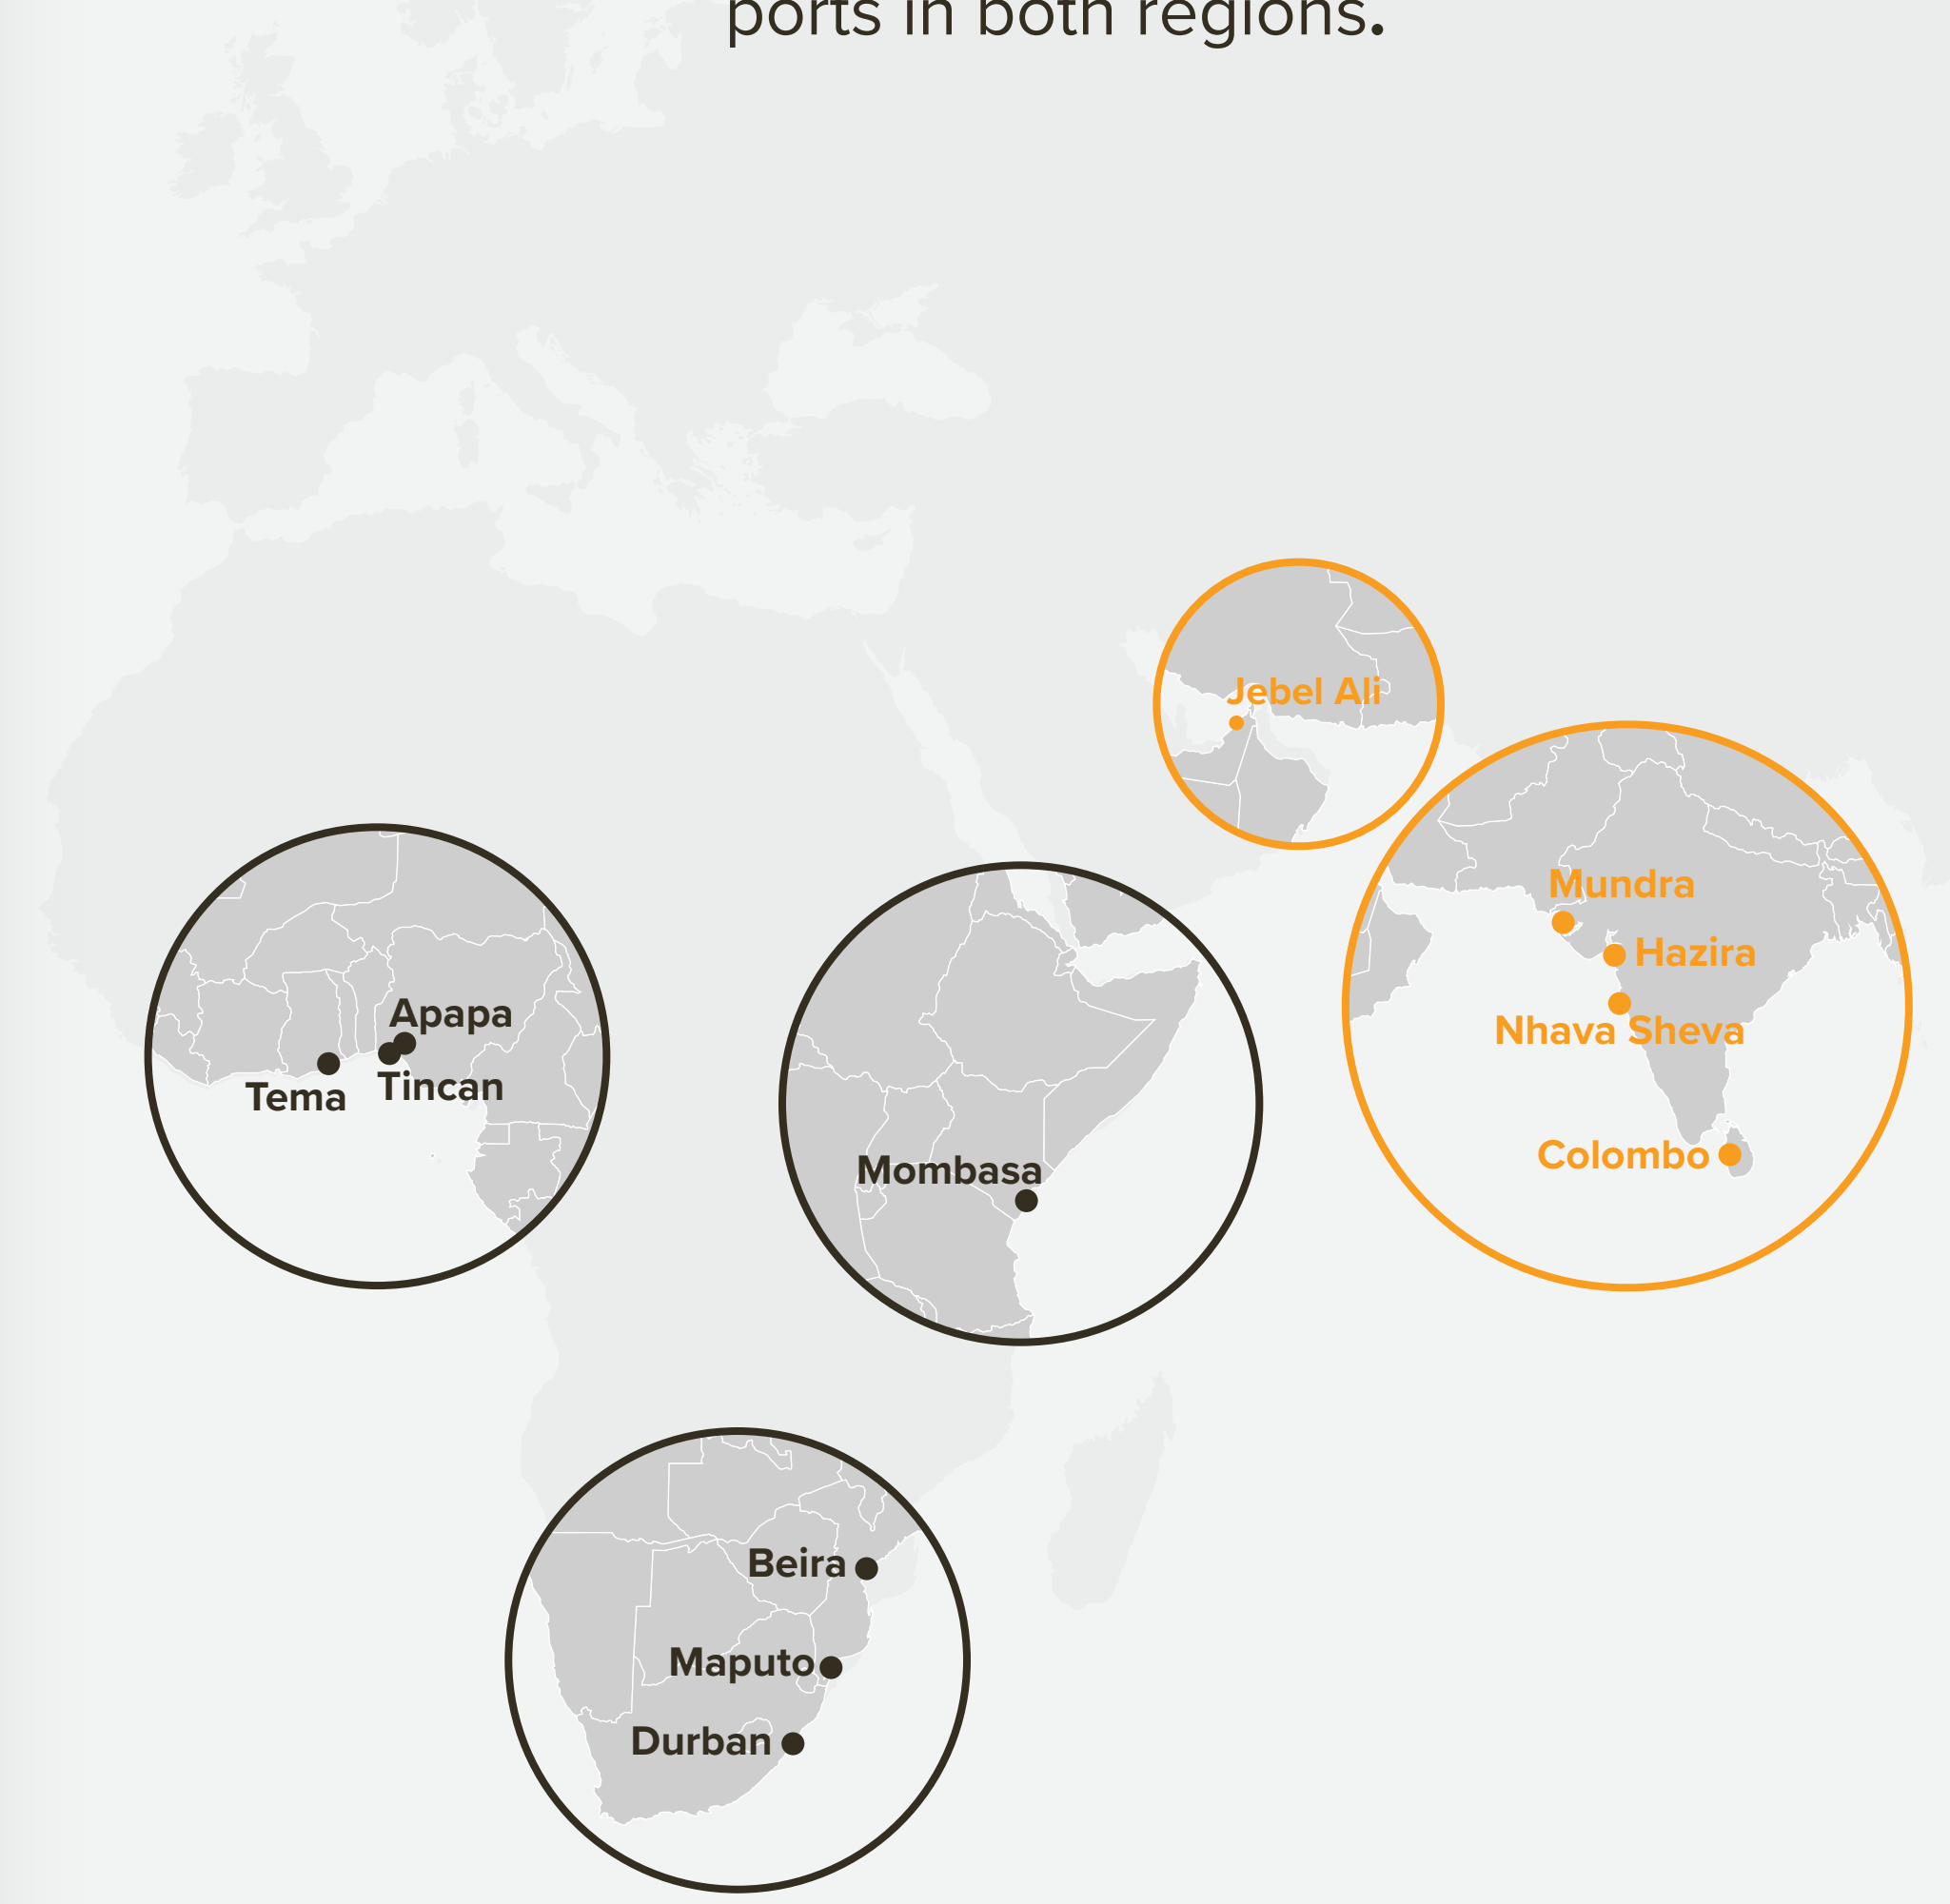 ports in both regions.
Jebel Ali
Mundra
Hazira
Nhava Sheva
Colombo
Apapa
Tincan
Tema
Mombasa
Beira
Maputo
Durban